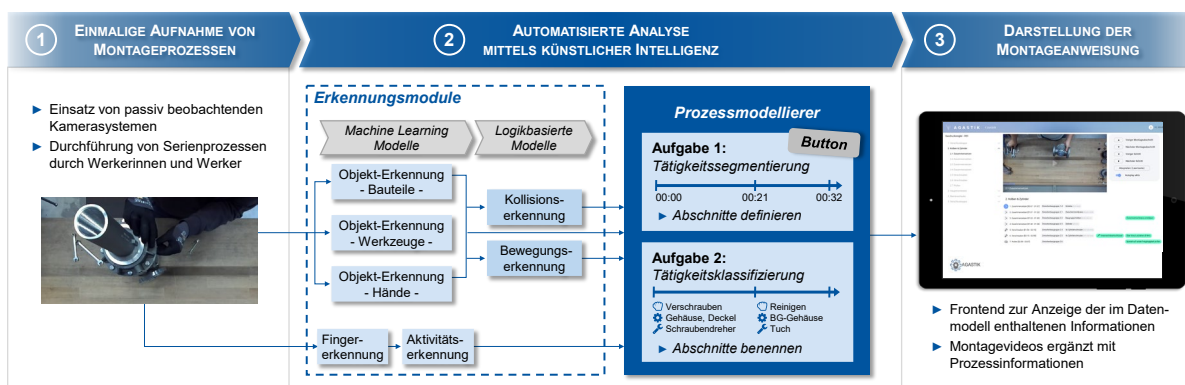 1
EINMALIGE AUFNAHME VON
MONTAGEPROZESSEN
2
AUTOMATISIERTE ANALYSE
MITTELS KÜNSTLICHER INTELLIGENZ
3
DARSTELLUNG DER
MONTAGEANWEISUNG
► Einsatz von passiv beobachtenden
Kamerasystemen
► Durchführung von Serienprozessen
durch Werkerinnen und Werker
Erkennungsmodule
Machine Learning
Modelle
Logikbasierte
Modelle
Objekt-Erkennung
- Bauteile -
Objekt-Erkennung
- Werkzeuge -
Objekt-Erkennung
- Hände -
Kollisions-
erkennung
Bewegungs-
erkennung
Finger-
erkennung
Aktivitäts-
erkennung
Prozessmodellierer
Button
Aufgabe 1:
Tätigkeitssegmentierung
00:00 00:21 00:32
► Abschnitte definieren
Aufgabe 2:
Tätigkeitsklassifizierung
Verschrauben
Gehäuse, Deckel
Schraubendreher
Reinigen
BG-Gehäuse
Tuch
► Abschnitte benennen
AGASTIK
AGASTIK
► Frontend zur Anzeige der im Daten-
modell enthaltenen Informationen
► Montagevideos ergänzt mit
Prozessinformationen